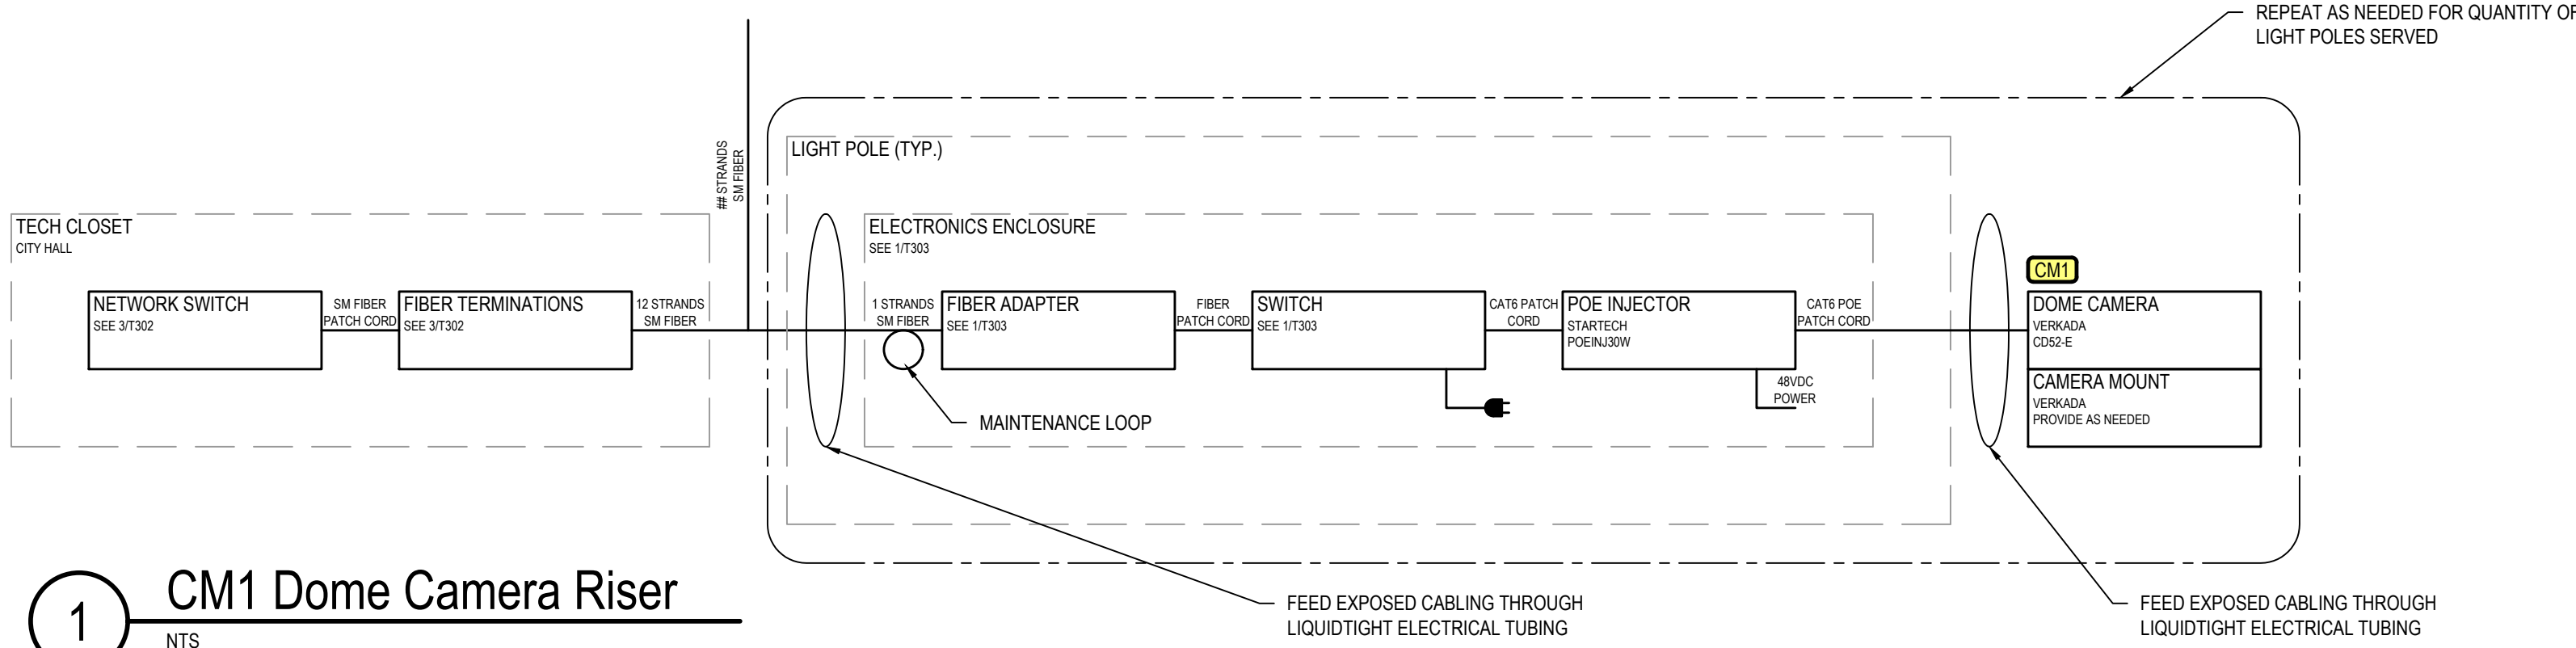 REPEAT AS NEEDED FOR QUANTITY OF
LIGHT POLES SERVED
## STRANDS
SM FIBER
LIGHT POLE (TYP.)
TECH CLOSET
CITY HALL
ELECTRONICS ENCLOSURE
SEE 1/T303
NETWORK SWITCH
SEE 3/T302
SM FIBER
PATCH CORD
FIBER TERMINATIONS
SEE 3/T302
12 STRANDS
SM FIBER
1 STRANDS
SM FIBER
FIBER ADAPTER
SEE 1/T303
FIBER
PATCH CORD
SWITCH
SEE 1/T303
CAT6 PATCH
CORD
POE INJECTOR
STARTECH
POEINJ30W
CAT6 POE
PATCH CORD
48VDC
POWER
CM1
DOME CAMERA
VERKADA
CD52-E
CAMERA MOUNT
VERKADA
PROVIDE AS NEEDED
MAINTENANCE LOOP
FEED EXPOSED CABLING THROUGH
LIQUIDTIGHT ELECTRICAL TUBING
FEED EXPOSED CABLING THROUGH
LIQUIDTIGHT ELECTRICAL TUBING
1
CM1 Dome Camera Riser
NTS